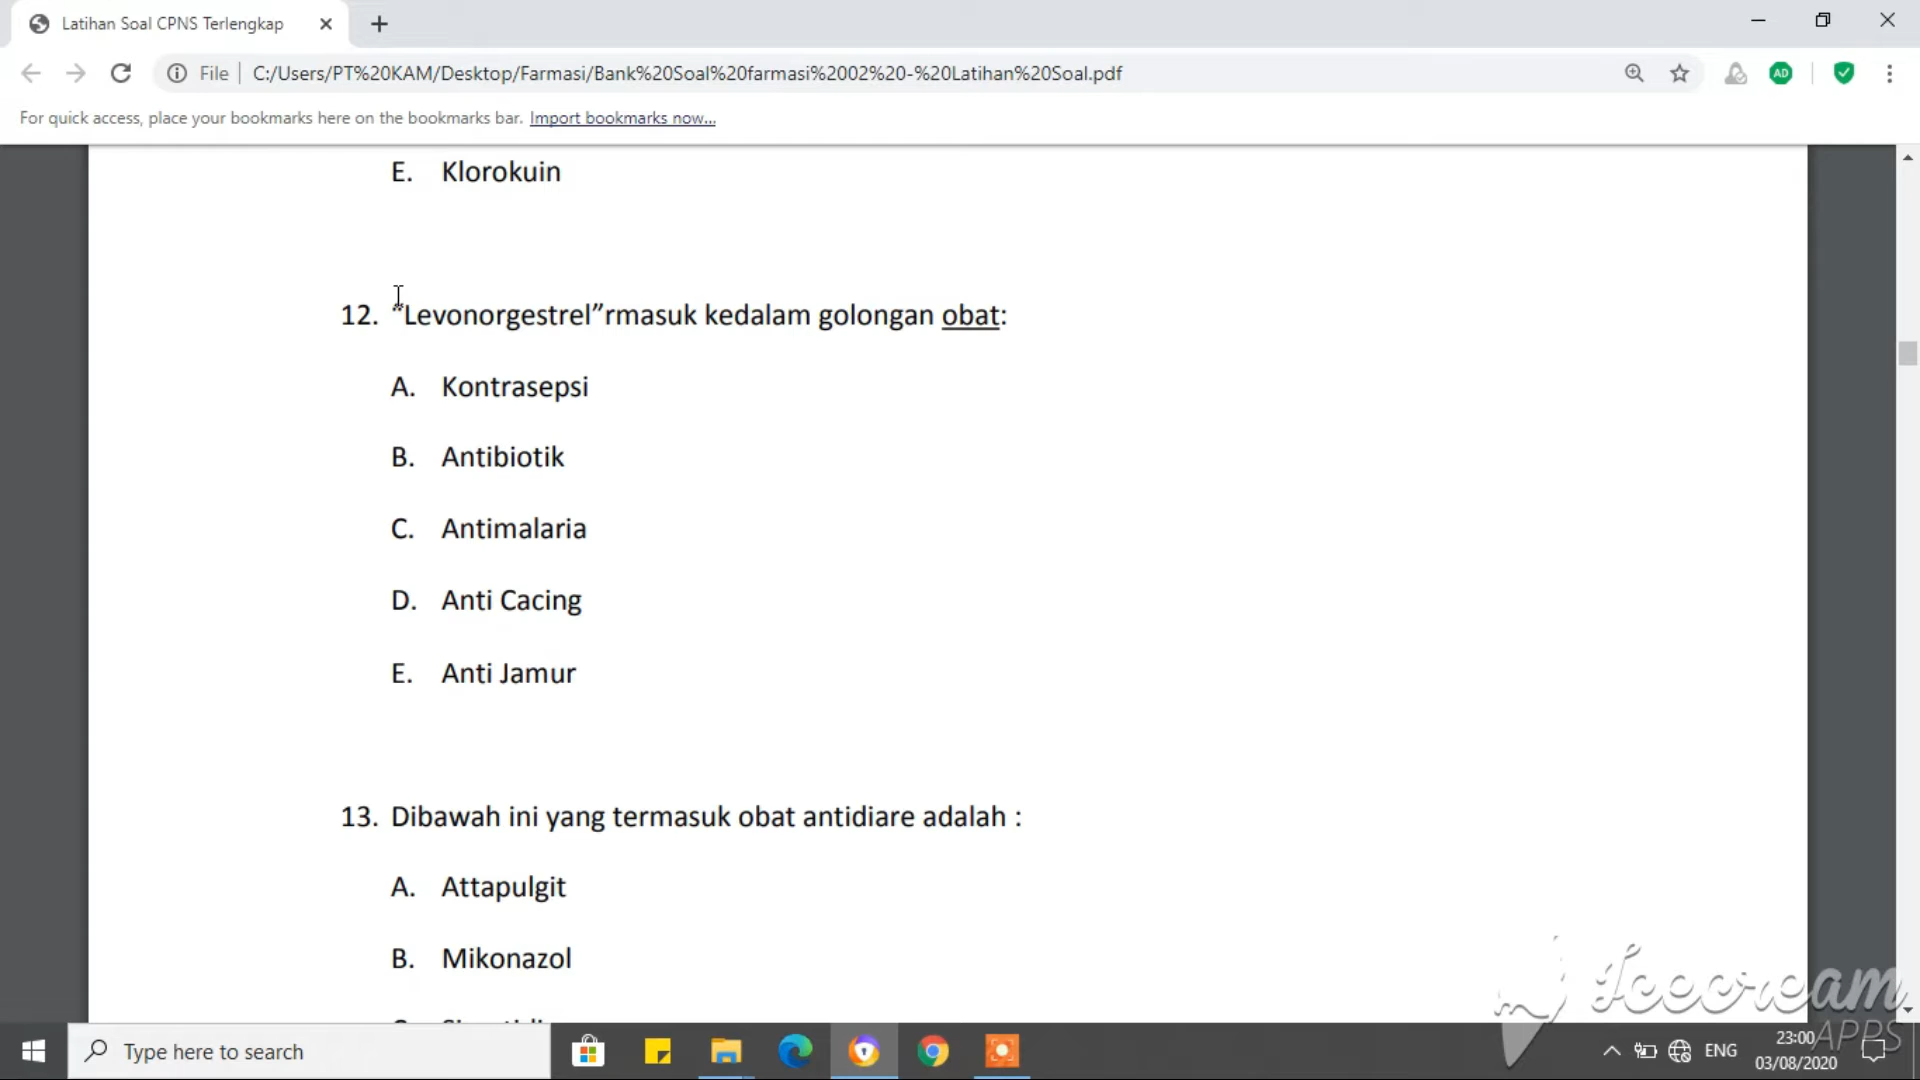 Latihan Soal CPNS Terlengkap
File
C:/Users/PT%20KAM/Desktop/Farmasi/Bank%20Soal%20farmasi%2002%20-%20Latihan%20Soal.pdf
AD
For quick access, place your bookmarks here on the bookmarks bar. Import bookmarks now...
E. Klorokuin
12. “Levonorgestrel”rmasuk kedalam golongan obat:
A. Kontrasepsi
B. Antibiotik
C. Antimalaria
D. Anti Cacing
E. Anti Jamur
13. Dibawah ini yang termasuk obat antidiare adalah :
A. Attapulgit
B. Mikonazol
Icecream
APPS
Type here to search
ENG
23:00
03/08/2020